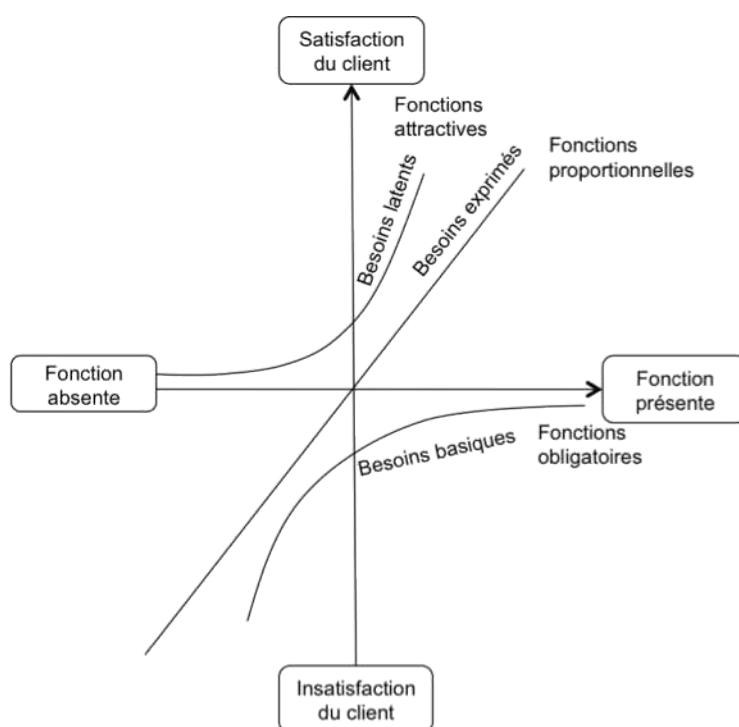 Satisfaction
du client
Fonctions
attractives
Fonctions
proportionnelles
Besoins latents
Besoins exprimés
Fonction
absente
Fonction
présente
Besoins basiques
Fonctions
obligatoires
Insatisfaction
du client